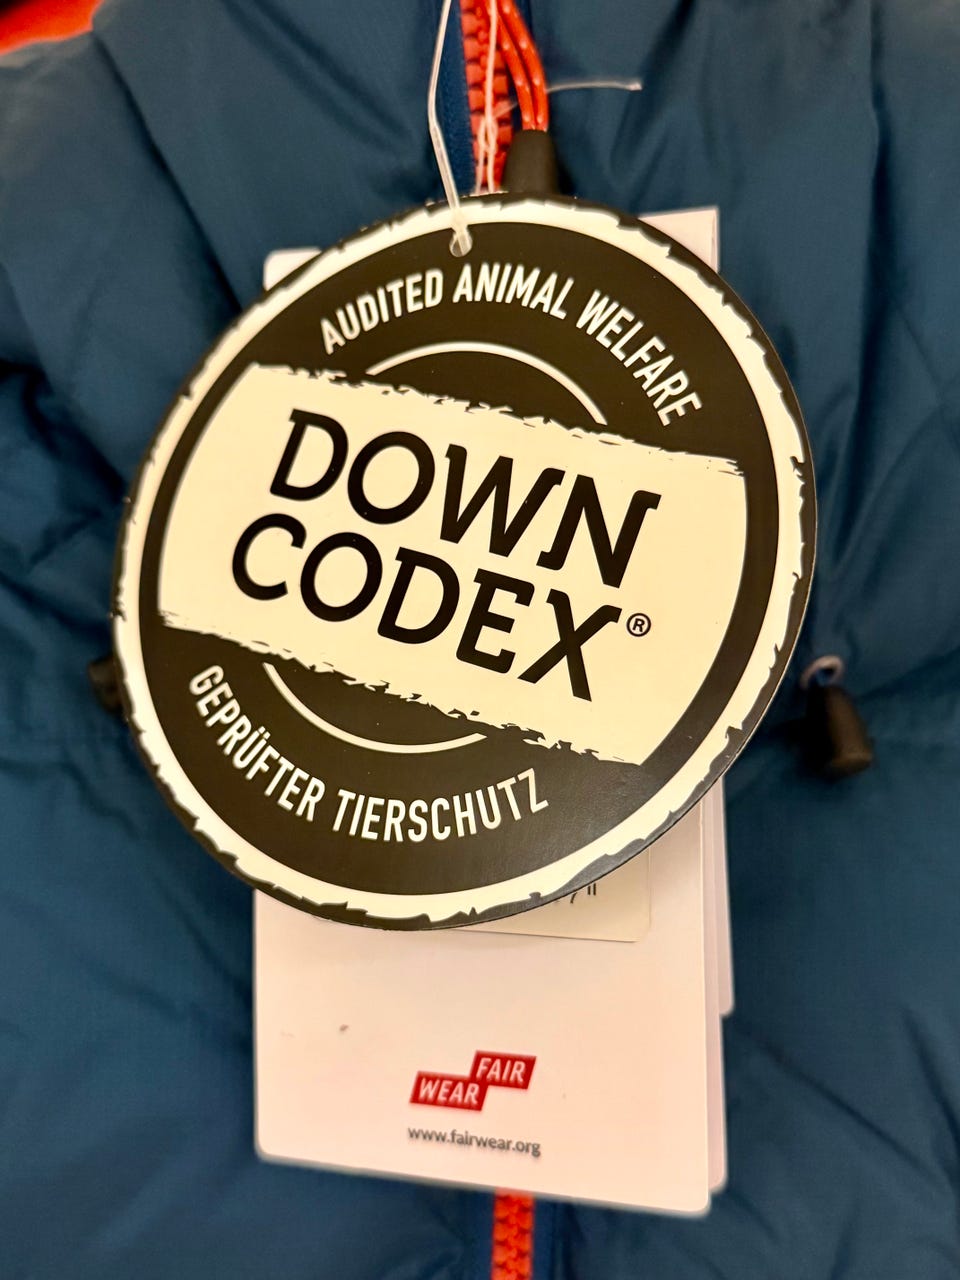 AUDITED ANIMAL WELFARE
DOWN
CODEX®
GEPRÜFTER TIERSCHUTZ
FAIR
WEAR
www.fairwear.org